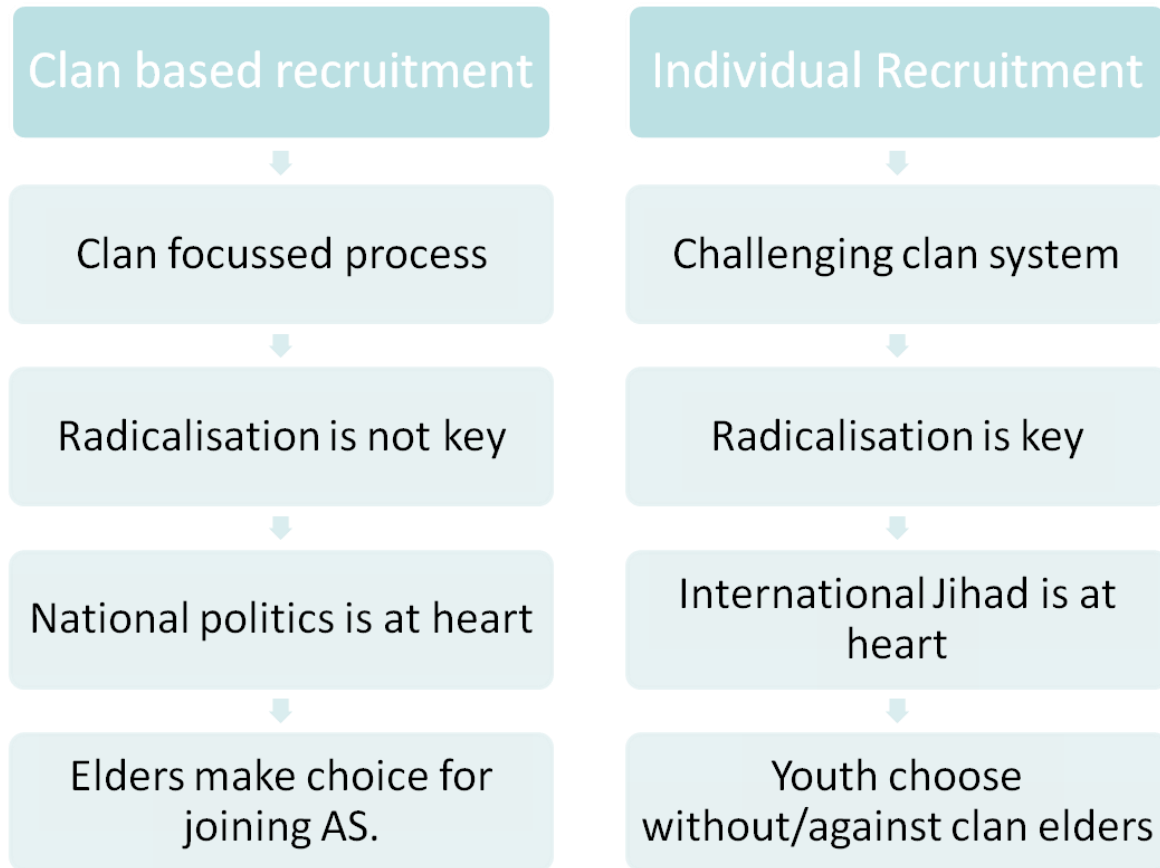 Clan based recruitment
Clan focussed process
Radicalisation is not key
National politics is at heart
Elders make choice for
joining AS.
Individual Recruitment
Challenging clan system
Radicalisation is key
International Jihad is at
heart
Youth choose
without/against clan elders